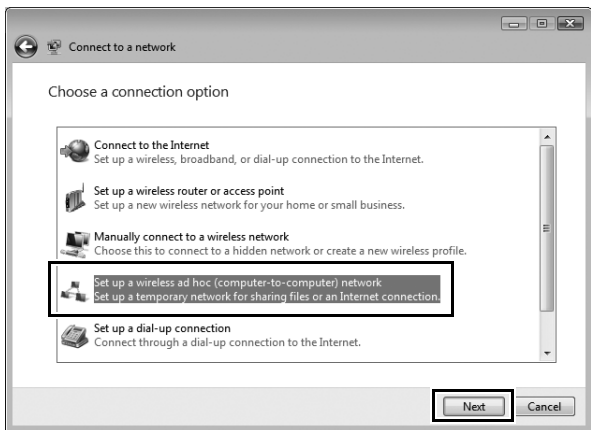 Connect to a network
Choose a connection option
Connect to the Internet
Set up a wireless, broadband, or dial-up connection to the Internet.
Set up a wireless router or access point
Set up a new wireless network for your home or small business.
Manually connect to a wireless network
Choose this to connect to a hidden network or create a new wireless profile.
Set up a wireless ad hoc (computer-to-computer) network
Set up a temporary network for sharing files or an Internet connection.
Set up a dial-up connection
Connect through a dial-up connection to the Internet.
Next Cancel